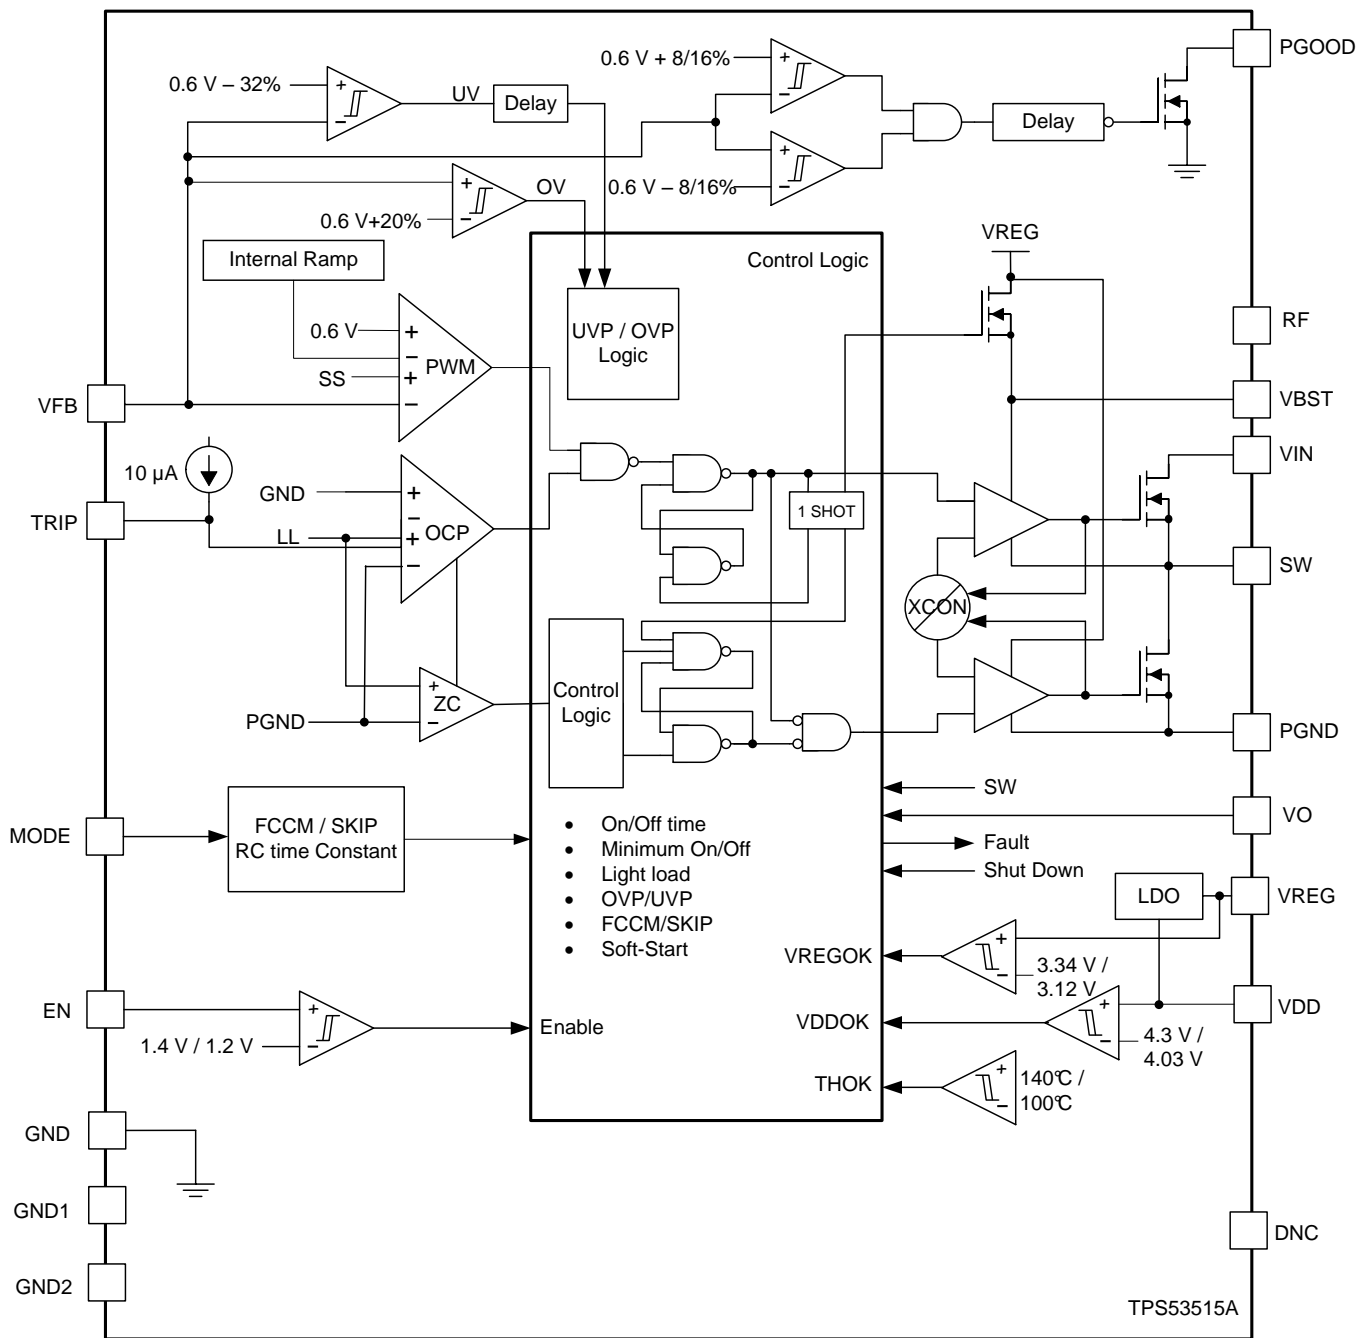 PGOOD
0.6 V + 8/16%
0.6 V – 32%
UV
Delay
Delay
0.6 V – 8/16%
OV
0.6 V+20%
VREG
Internal Ramp
Control Logic
RF
0.6 V
UVP / OVP
Logic
PWM
SS
VFB
VBST
VIN
10 µA
GND
1 SHOT
TRIP
LL
OCP
SW
XCON
Control
Logic
ZC
PGND
PGND
SW
MODE
FCCM / SKIP
RC time Constant
VO
• On/Off time
• Minimum On/Off
• Light load
• OVP/UVP
• FCCM/SKIP
• Soft-Start
Fault
Shut Down
LDO
VREG
VREGOK
3.34 V /
3.12 V
EN
VDD
1.4 V / 1.2 V
Enable
VDDOK
4.3 V /
4.03 V
THOK
140°C /
100°C
GND
GND1
DNC
GND2
TPS53515A
+
−
+
−
+
−
+
−
+
−
+
−
+
−
+
−
+
−
+
−
+
−
+
−
+
−
+
−